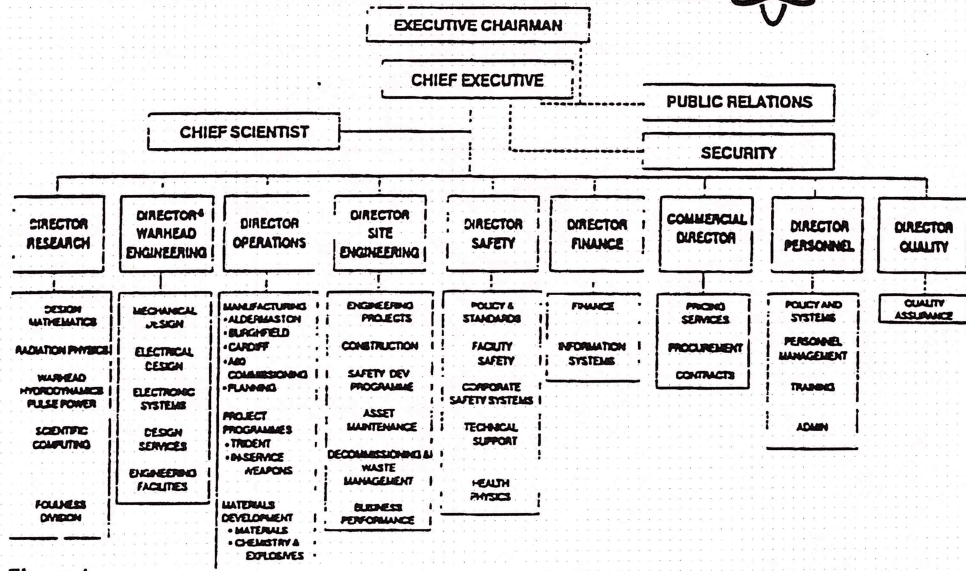 EXECUTIVE CHAIRMAN
CHIEF EXECUTIVE
PUBLIC RELATIONS
CHIEF SCIENTIST
SECURITY
DIRECTOR
RESEARCH
DIRECTOR
WARHEAD
ENGINEERING
DIRECTOR
OPERATIONS
DIRECTOR
SITE
ENGINEERING
DIRECTOR
SAFETY
DIRECTOR
FINANCE
COMMERCIAL
DIRECTOR
DIRECTOR
PERSONNEL
DIRECTOR
QUALITY
DESIGN
MATHEMATICS
RADIATION PHYSICS
WARHEAD
HYDRODYNAMICS
PULSE POWER
SCIENTIFIC
COMPUTING
FOULNESS
DIVISION
MECHANICAL
DESIGN
ELECTRICAL
DESIGN
ELECTRONIC
SYSTEMS
DESIGN
SERVICES
ENGINEERING
FACILITIES
MANUFACTURING
• ALDERMASTON
• BURGHFIELD
• CARDIFF
• A90
COMMISSIONING
• PLANNING
PROJECT
PROGRAMMES
• TRIDENT
• IN-SERVICE
WEAPONS
MATERIALS
DEVELOPMENT
• MATERIALS
• CHEMISTRY &
EXPLOSIVES
ENGINEERING
PROJECTS
CONSTRUCTION
SAFETY DEV
PROGRAMME
ASSET
MAINTENANCE
DECOMMISSIONING &
WASTE
MANAGEMENT
BUSINESS
PERFORMANCE
POLICY &
STANDARDS
FACILITY
SAFETY
CORPORATE
SAFETY SYSTEMS
TECHNICAL
SUPPORT
HEALTH
PHYSICS
FINANCE
INFORMATION
SYSTEMS
PRICING
SERVICES
PROCUREMENT
CONTRACTS
POLICY AND
SYSTEMS
PERSONNEL
MANAGEMENT
TRAINING
ADMIN
QUALITY
ASSURANCE